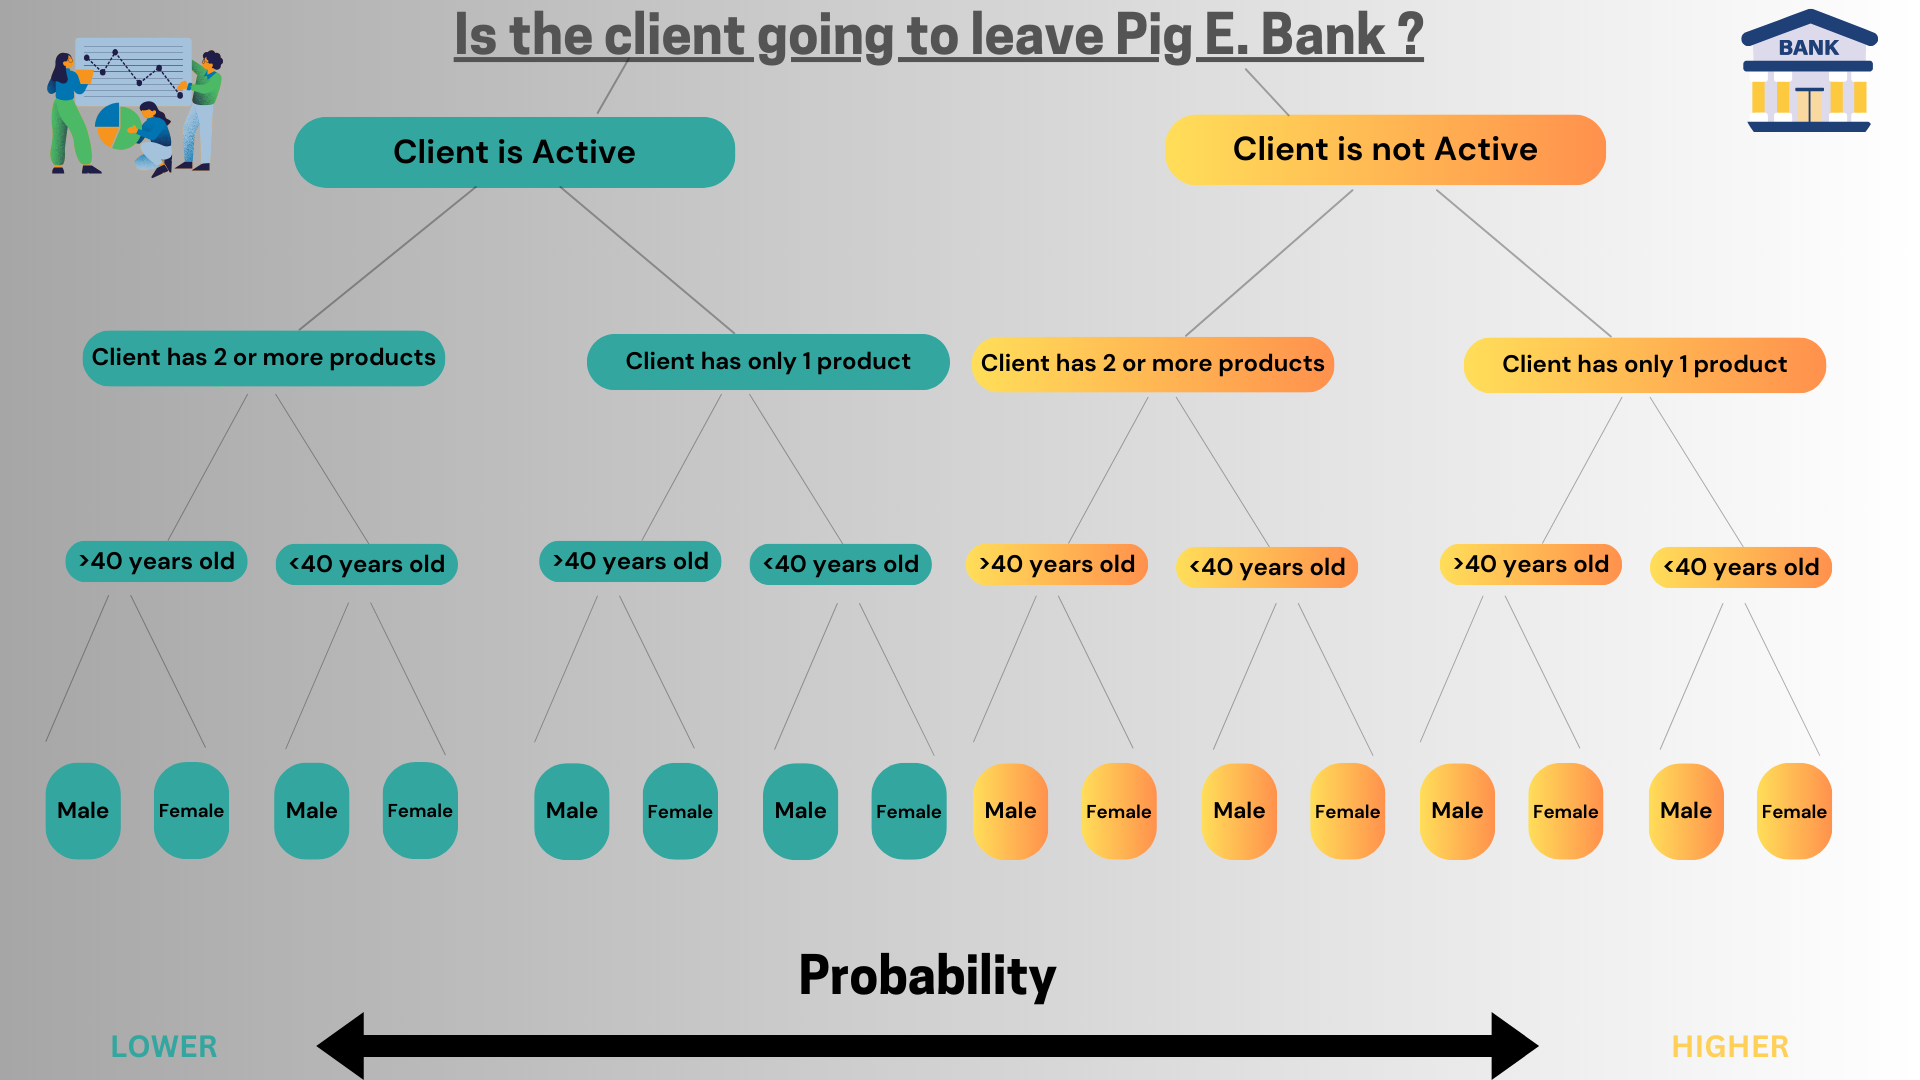 Is the client going to leave Pig E. Bank ?
BANK
Client is Active
Client is not Active
Client has 2 or more products
Client has only 1 product
Client has 2 or more products
Client has only 1 product
>40 years old
<40 years old
>40 years old
<40 years old
>40 years old
<40 years old
>40 years old
<40 years old
Male
Female
Male
Female
Male
Female
Male
Female
Male
Female
Male
Female
Male
Female
Male
Female
Probability
LOWER
HIGHER